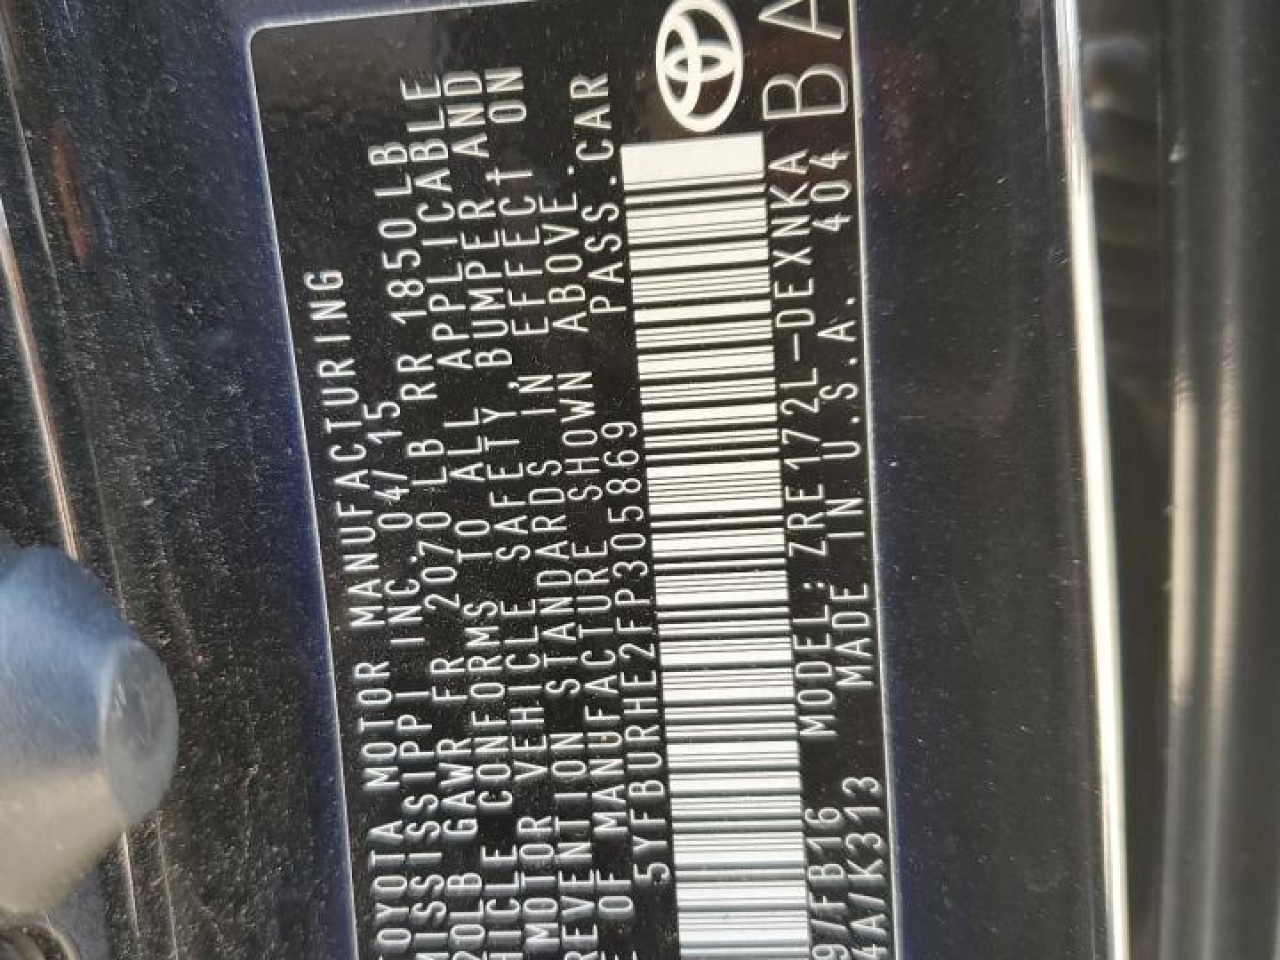 TOYOTA MOTOR MANUFACTURING
MISSISSIPPI INC. 04/15
20LB GAWR FR 2070 LB RR 1850 LB
HICLE CONFORMS TO ALL APPLICABLE
MOTOR VEHICLE SAFETY, BUMPER AND
REVENTION STANDARDS IN EFFECT ON
E OF MANUFACTURE SHOWN ABOVE.
5YFBURHE2FP305869 PASS.CAR
97/FB16 MODEL: ZRE172L-DEXNKA BA
4A/K313 MADE IN U.S.A. 404